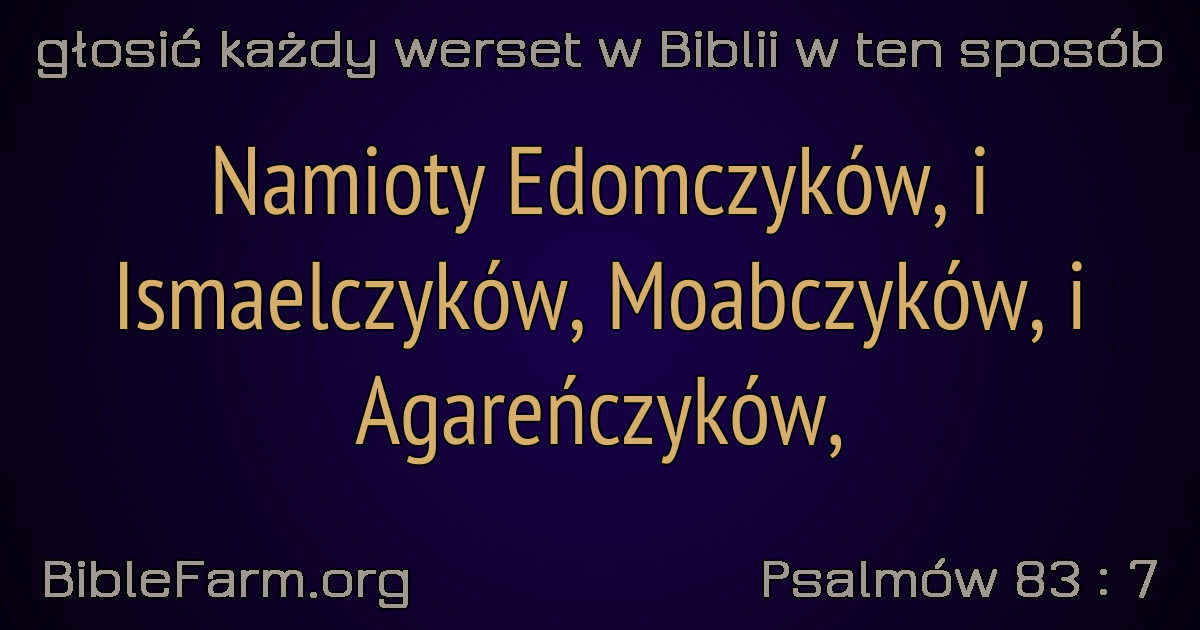 głosić każdy werset w Biblii w ten sposób
Namioty Edomczyków, i
Ismaelczyków, Moabczyków, i
Agareńczyków,
BibleFarm.org
Psalmów 83 : 7